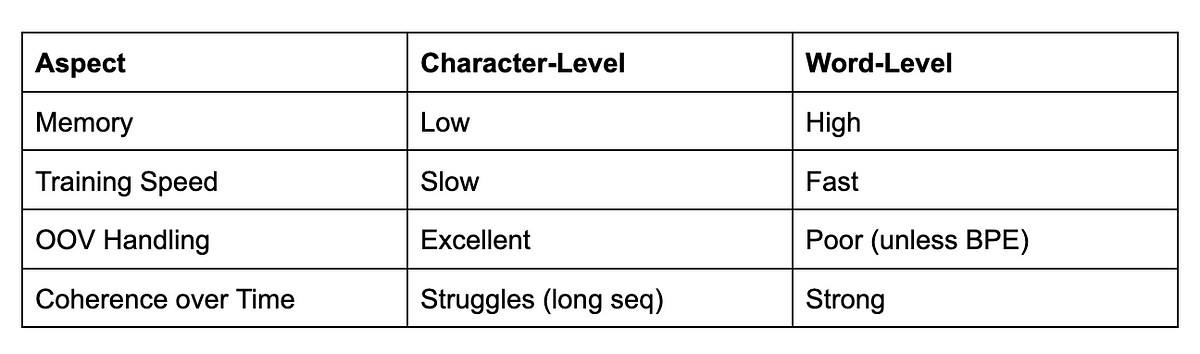 Aspect Character-Level Word-Level
Memory Low High
Training Speed Slow Fast
OOV Handling Excellent Poor (unless BPE)
Coherence over Time Struggles (long seq) Strong